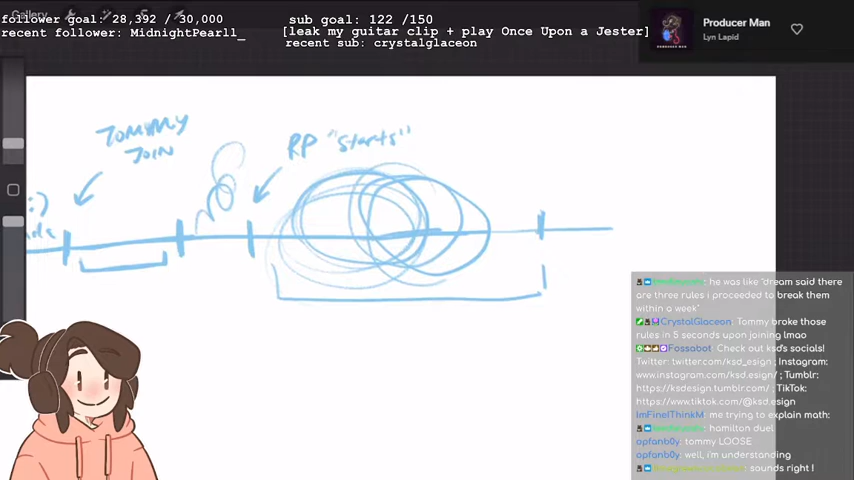 Gallery
follower goal: 28,392 / 30,000
recent follower: MidnightPearll_
sub goal: 122 /150
[leak my guitar clip + play Once Upon a Jester]
recent sub: crystalglaceon
Producer Man
Lyn Lapid
TOMMY
JOIN
RP "starts"
:)
: he was like "dream said there
are three rules i proceeded to break them
within a week"
CrystalGlaceon: Tommy broke those
rules in 5 seconds upon joining lmao
Fossabot: Check out ksd's socials!
Twitter: twitter.com/ksd_esign ; Instagram:
www.instagram.com/ksd.esign/ ; Tumblr:
https://ksdesign.tumblr.com/ ; TikTok:
https://www.tiktok.com/@ksd.esign
ImFineIThinkM: me trying to explain math:
: hamilton duel
opfanb0y: tommy LOOSE
opfanb0y: well, i'm understanding
: sounds right !